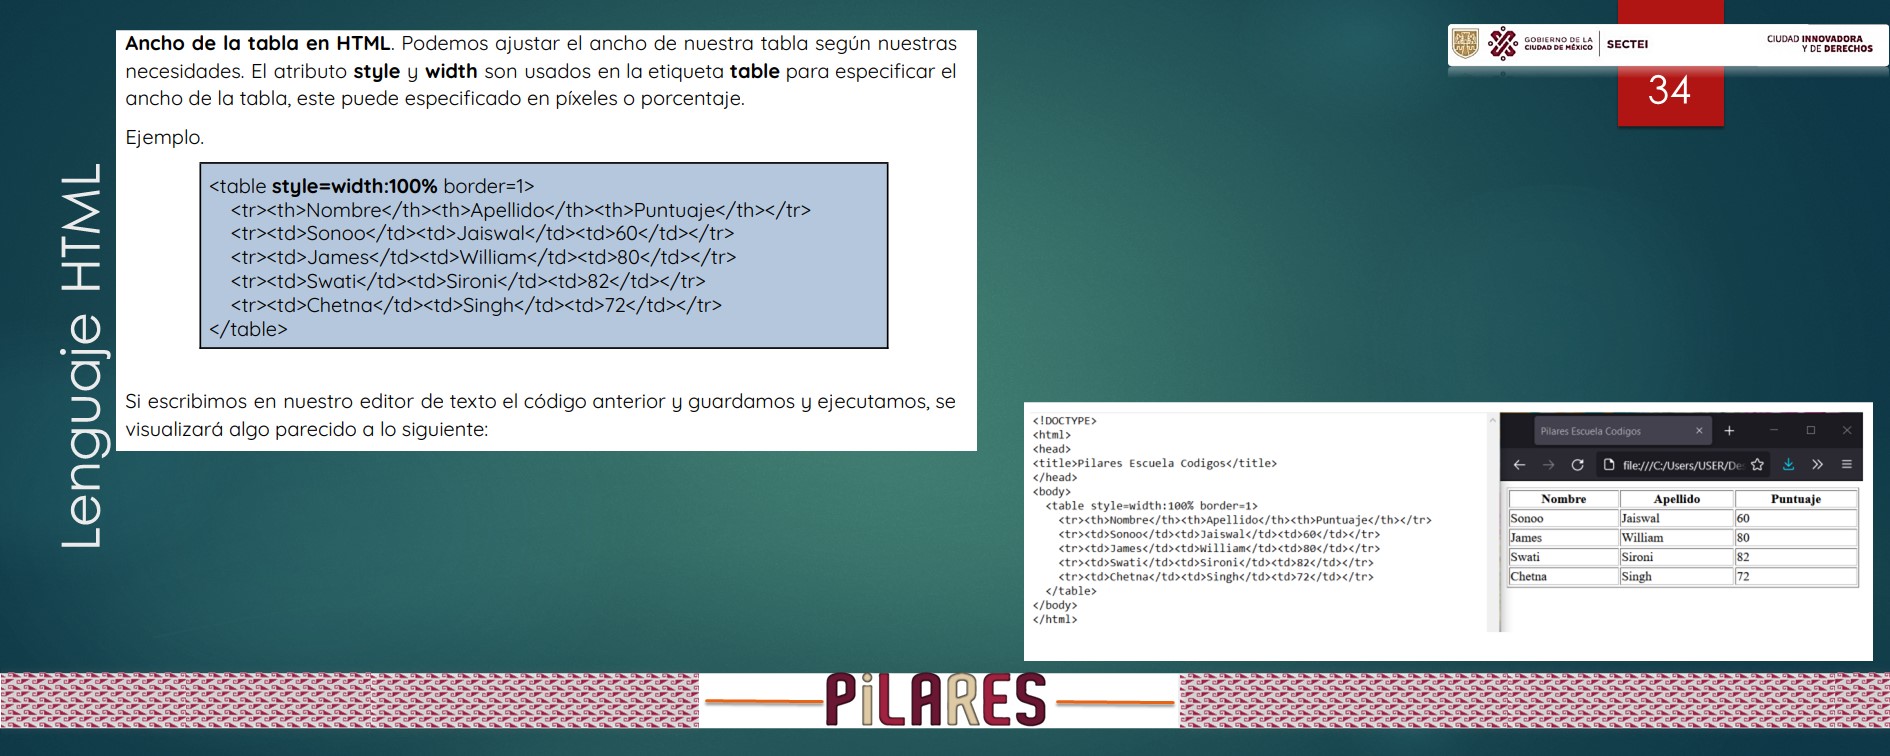 Ancho de la tabla en HTML. Podemos ajustar el ancho de nuestra tabla según nuestras
necesidades. El atributo style y width son usados en la etiqueta table para especificar el
ancho de la tabla, este puede especificado en píxeles o porcentaje.
Ejemplo.
<table style=width:100% border=1>
<tr><th>Nombre</th><th>Apellido</th><th>Puntuaje</th></tr>
<tr><td>Sonoo</td><td>Jaiswal</td><td>60</td></tr>
<tr><td>James</td><td>William</td><td>80</td></tr>
<tr><td>Swati</td><td>Sironi</td><td>82</td></tr>
<tr><td>Chetna</td><td>Singh</td><td>72</td></tr>
</table>
Si escribimos en nuestro editor de texto el código anterior y guardamos y ejecutamos, se
visualizará algo parecido a lo siguiente:
Lenguaje HTML
GOBIERNO DE LA
CIUDAD DE MÉXICO
SECTEI
CIUDAD INNOVADORA
Y DE DERECHOS
34
<!DOCTYPE>
<html>
<head>
<title>Pilares Escuela Codigos</title>
</head>
<body>
<table style=width:100% border=1>
<tr><th>Nombre</th><th>Apellido</th><th>Puntuaje</th></tr>
<tr><td>Sonoo</td><td>Jaiswal</td><td>60</td></tr>
<tr><td>James</td><td>William</td><td>80</td></tr>
<tr><td>Swati</td><td>Sironi</td><td>82</td></tr>
<tr><td>Chetna</td><td>Singh</td><td>72</td></tr>
</table>
</body>
</html>
Pilares Escuela Codigos
file:///C:/Users/USER/De
Nombre Apellido Puntuaje
Sonoo Jaiswal 60
James William 80
Swati Sironi 82
Chetna Singh 72
PiLARES